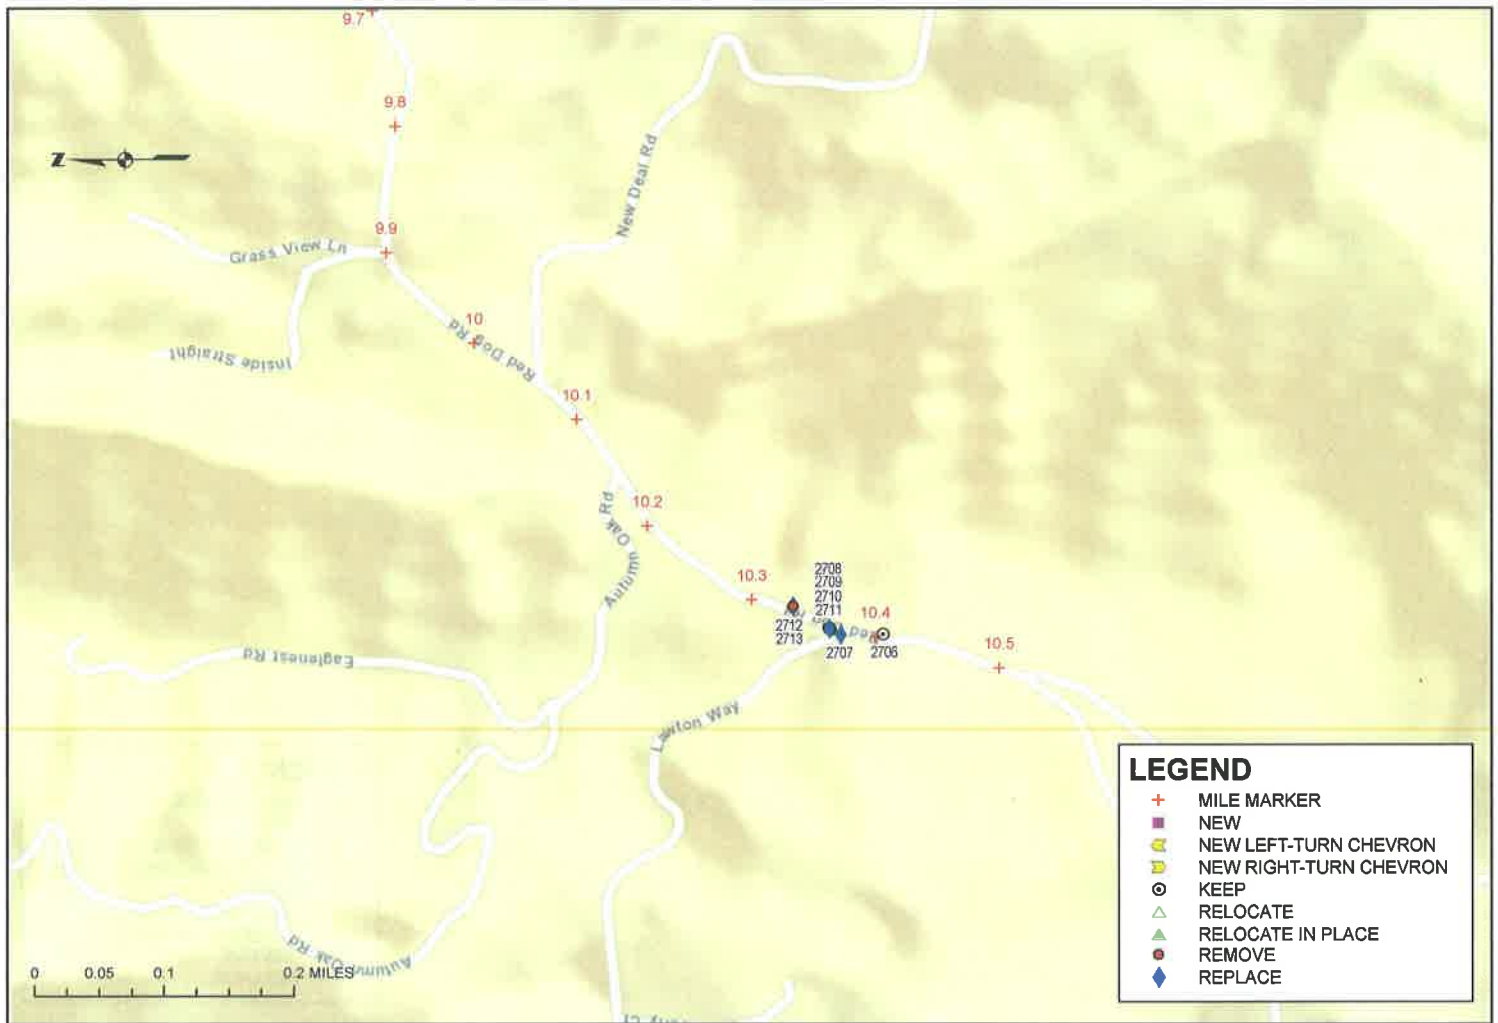 9.7
9.8
Z
New Deal Rd
9.9
Grass View Ln
10
Red Dog Rd
Inside Straight
10.1
Autumn Oak Rd
10.2
10.3
2708
2709
2710
2711
2712
2713
10.4
2707
2706
10.5
Eaglenest Rd
Lawton Way
Autumn Oak Rd
0 0.05 0.1 0.2 MILES
LEGEND
MILE MARKER
NEW
NEW LEFT-TURN CHEVRON
NEW RIGHT-TURN CHEVRON
KEEP
RELOCATE
RELOCATE IN PLACE
REMOVE
REPLACE